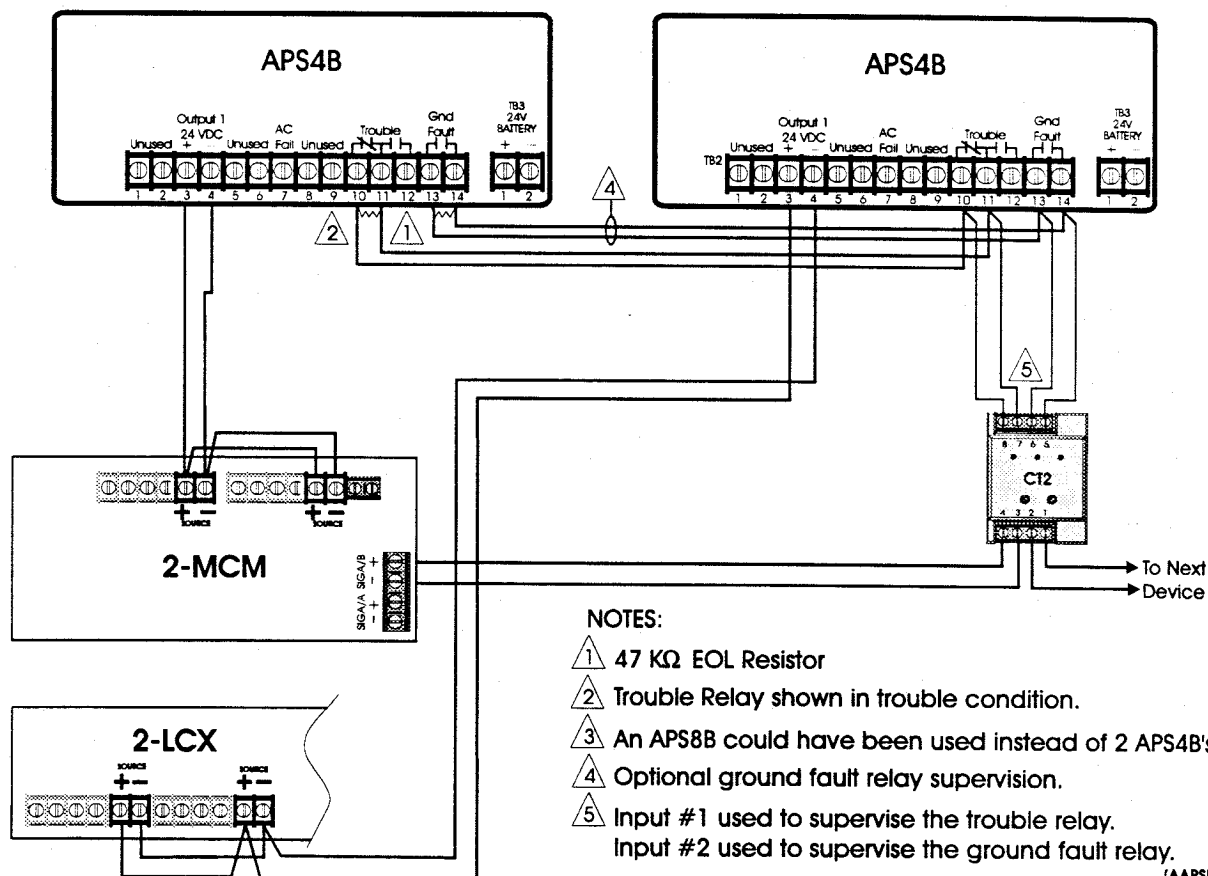 APS4B
Output 1
24 VDC
Unused + – Unused AC Fail Unused Trouble Gnd Fault
TB3
24V
BATTERY
+ –
1 2 3 4 5 6 7 8 9 10 11 12 13 14 1 2
APS4B
Output 1
24 VDC
Unused + – Unused AC Fail Unused Trouble Gnd Fault
TB3
24V
BATTERY
+ –
TB2
1 2 3 4 5 6 7 8 9 10 11 12 13 14 1 2
2
1
4
5
8 7 6 5
CT2
4 3 2 1
+ –
SOURCE
+ –
SOURCE
2-MCM
SIGA/A SIGA/B
– + – +
To Next
Device
2-LCX
SOURCE
+ –
SOURCE
+ –
NOTES:
1 47 KΩ EOL Resistor
2 Trouble Relay shown in trouble condition.
3 An APS8B could have been used instead of 2 APS4B's
4 Optional ground fault relay supervision.
5 Input #1 used to supervise the trouble relay.
Input #2 used to supervise the ground fault relay.